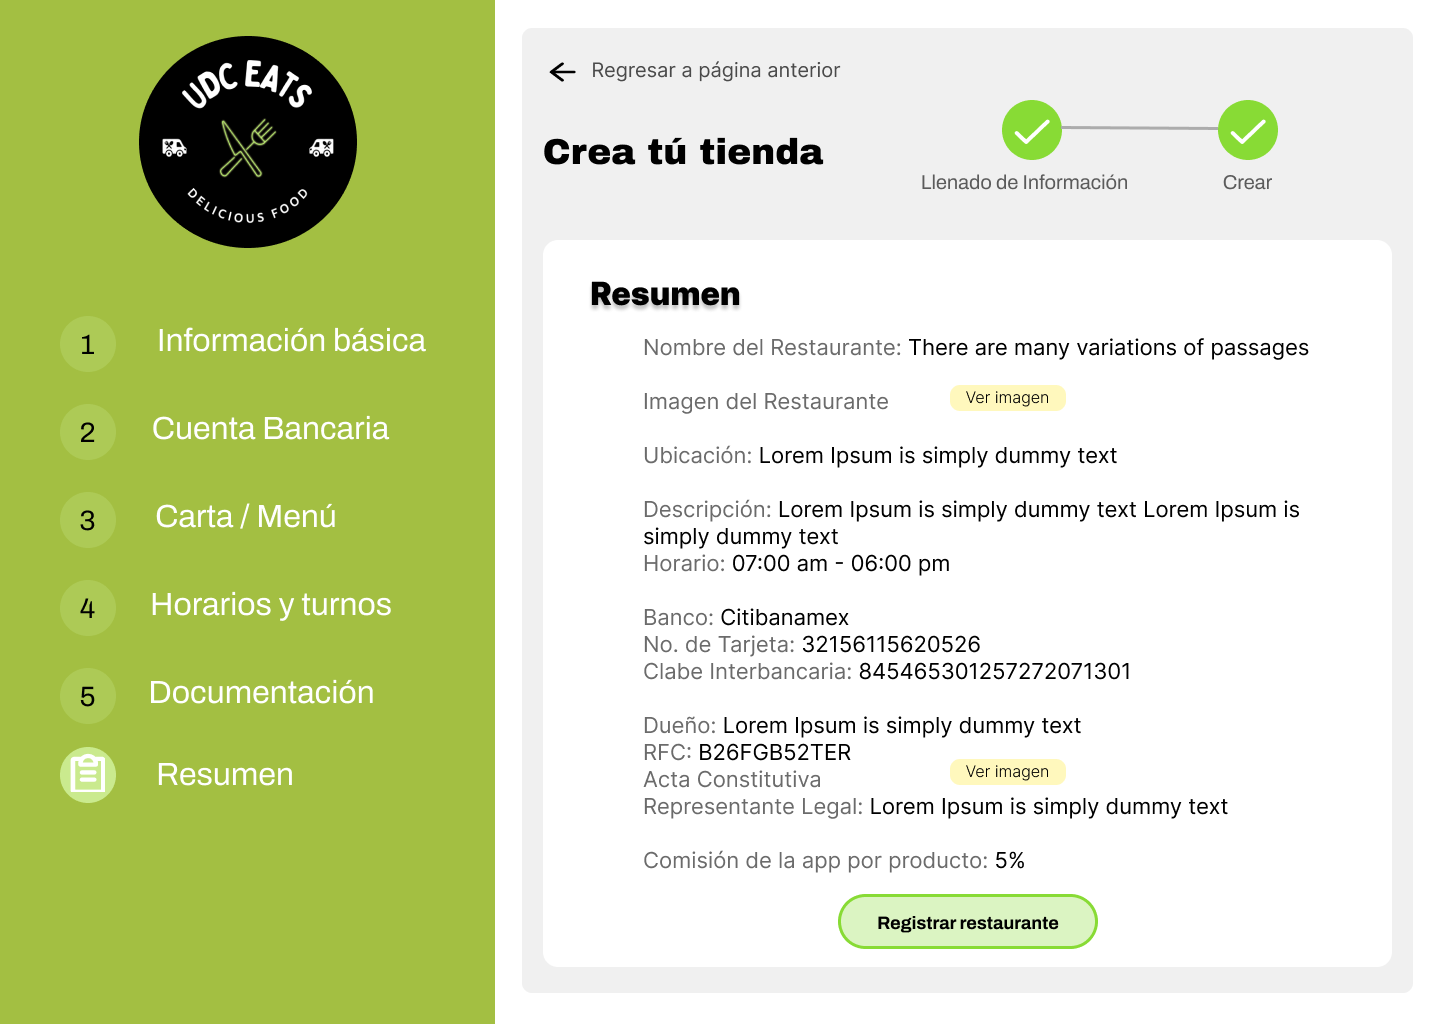 UDC EATS
DELICIOUS FOOD
1 Información básica
2 Cuenta Bancaria
3 Carta / Menú
4 Horarios y turnos
5 Documentación
Resumen
Regresar a página anterior
Crea tú tienda
Llenado de Información
Crear
Resumen
Nombre del Restaurante: There are many variations of passages
Imagen del Restaurante Ver imagen
Ubicación: Lorem Ipsum is simply dummy text
Descripción: Lorem Ipsum is simply dummy text Lorem Ipsum is
simply dummy text
Horario: 07:00 am - 06:00 pm
Banco: Citibanamex
No. de Tarjeta: 32156115620526
Clabe Interbancaria: 845465301257272071301
Dueño: Lorem Ipsum is simply dummy text
RFC: B26FGB52TER
Acta Constitutiva Ver imagen
Representante Legal: Lorem Ipsum is simply dummy text
Comisión de la app por producto: 5%
Registrar restaurante